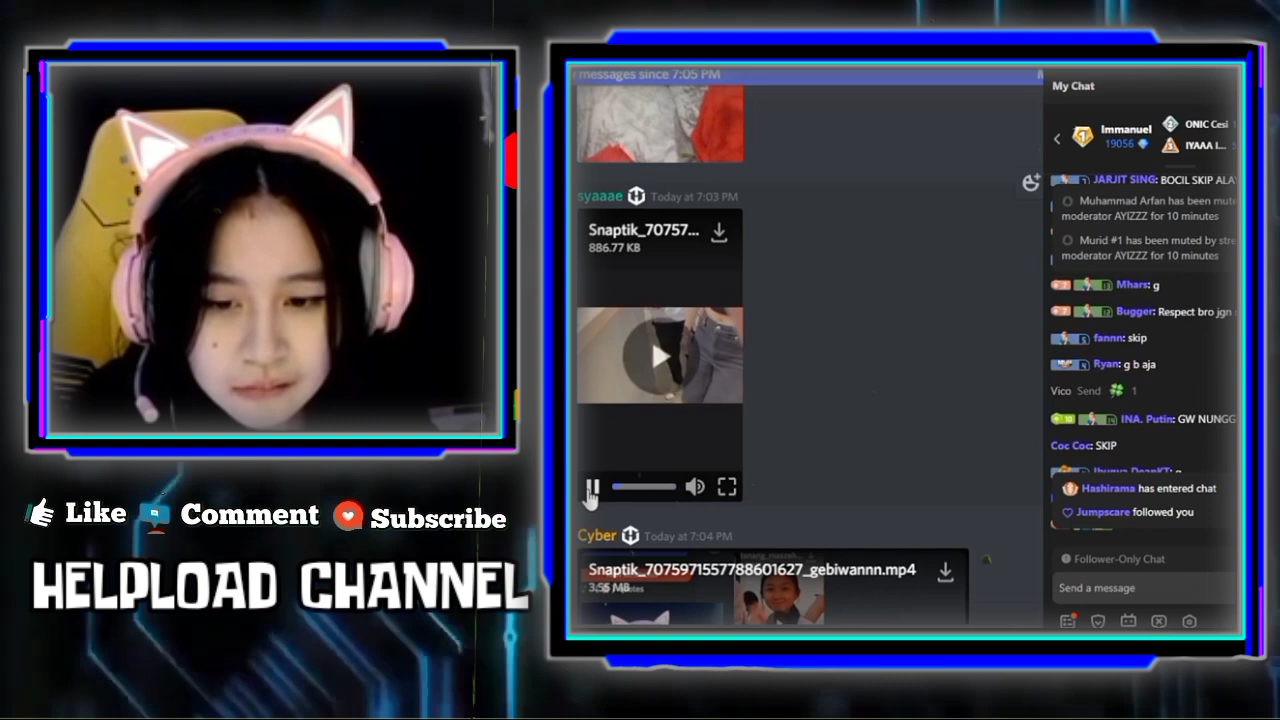 Like
Comment
Subscribe
HELPLOAD CHANNEL
messages since 7:05 PM
syaaae Today at 7:03 PM
Snaptik_70757...
886.77 KB
Cyber Today at 7:04 PM
Snaptik_7075971557788601627_gebiwannn.mp4
3.55 MB
My Chat
Immanuel
19056
ONIC Cesi
IYAAA I...
JARJIT SING: BOCIL SKIP ALA
Muhammad Arfan has been mute
moderator AYIZZZ for 10 minutes
Murid #1 has been muted by stre
moderator AYIZZZ for 10 minutes
Mhars: g
Bugger: Respect bro jgn
fannn: skip
Ryan: g b aja
Vico Send 1
INA. Putin: GW NUNGG
Coc Coc: SKIP
Hashirama has entered chat
Jumpscare followed you
Follower-Only Chat
Send a message